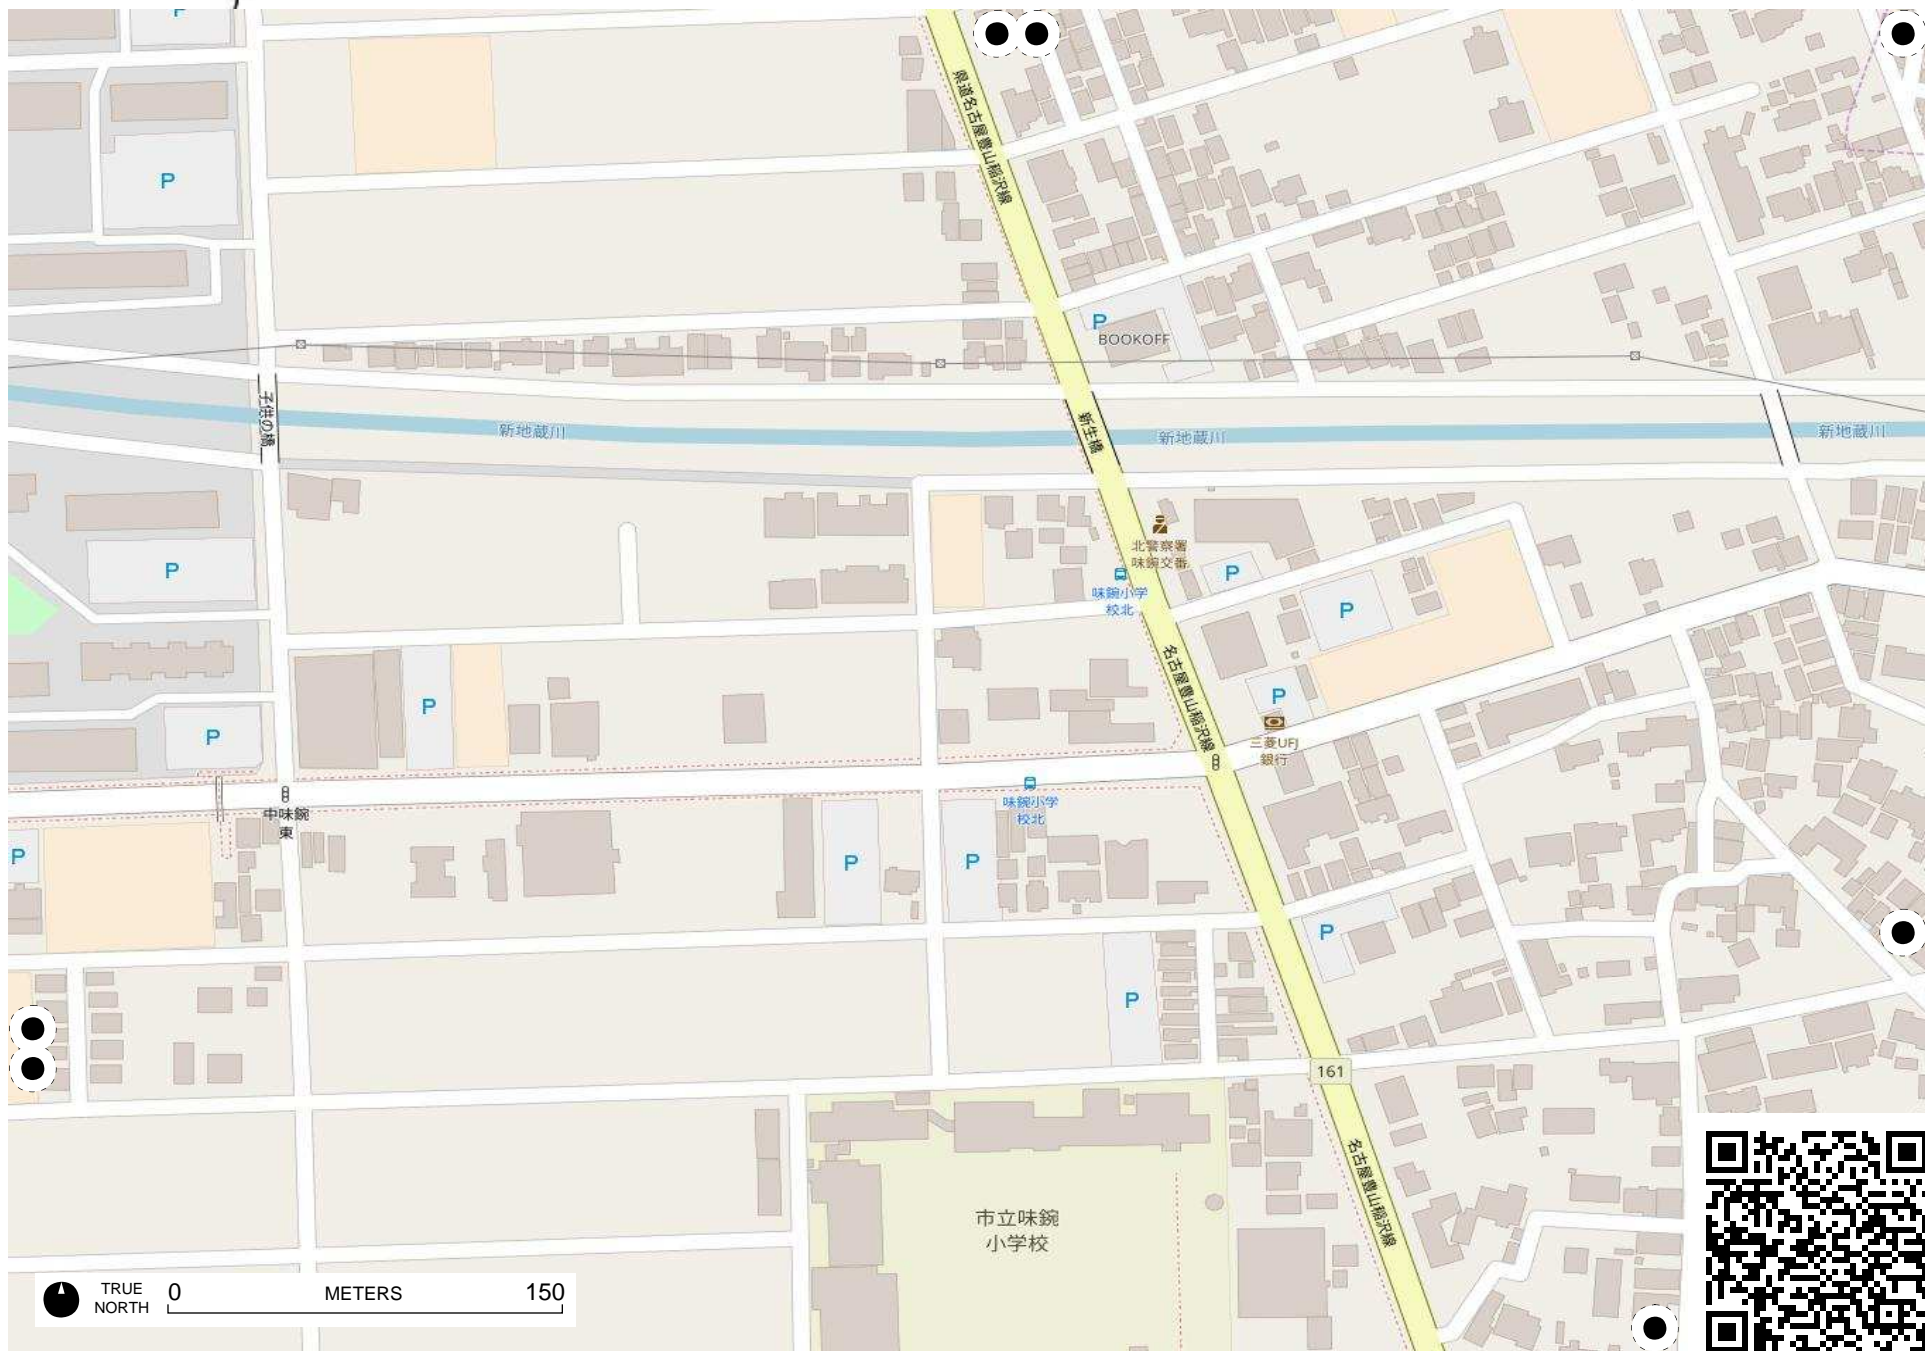 P
県道名古屋豊山稲沢線
P
P
BOOKOFF
子供の橋
新地蔵川
新生橋
新地蔵川
新地蔵川
北警察署
味鋺交番
P
P
味鋺小学
校北
P
名古屋豊山稲沢線
P
P
P
三菱UFJ
銀行
味鋺小学
校北
中味鋺
東
P
P
P
P
P
161
名古屋豊山稲沢線
市立味鋺
小学校
TRUE
NORTH
0 METERS 150